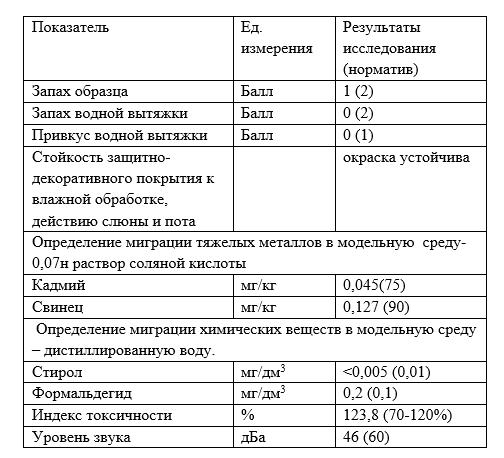 Показатель Ед. измерения Результаты исследования (норматив)
Запах образца Балл 1 (2)
Запах водной вытяжки Балл 0 (2)
Привкус водной вытяжки Балл 0 (1)
Стойкость защитно- окраска устойчива
декоративного покрытия к
влажной обработке,
действию слюны и пота
Определение миграции тяжелых металлов в модельную среду-
0,07н раствор соляной кислоты
Кадмий мг/кг 0,045(75)
Свинец мг/кг 0,127 (90)
Определение миграции химических веществ в модельную среду
– дистиллированную воду.
Стирол мг/дм³ <0,005 (0,01)
Формальдегид мг/дм³ 0,2 (0,1)
Индекс токсичности % 123,8 (70-120%)
Уровень звука дБа 46 (60)